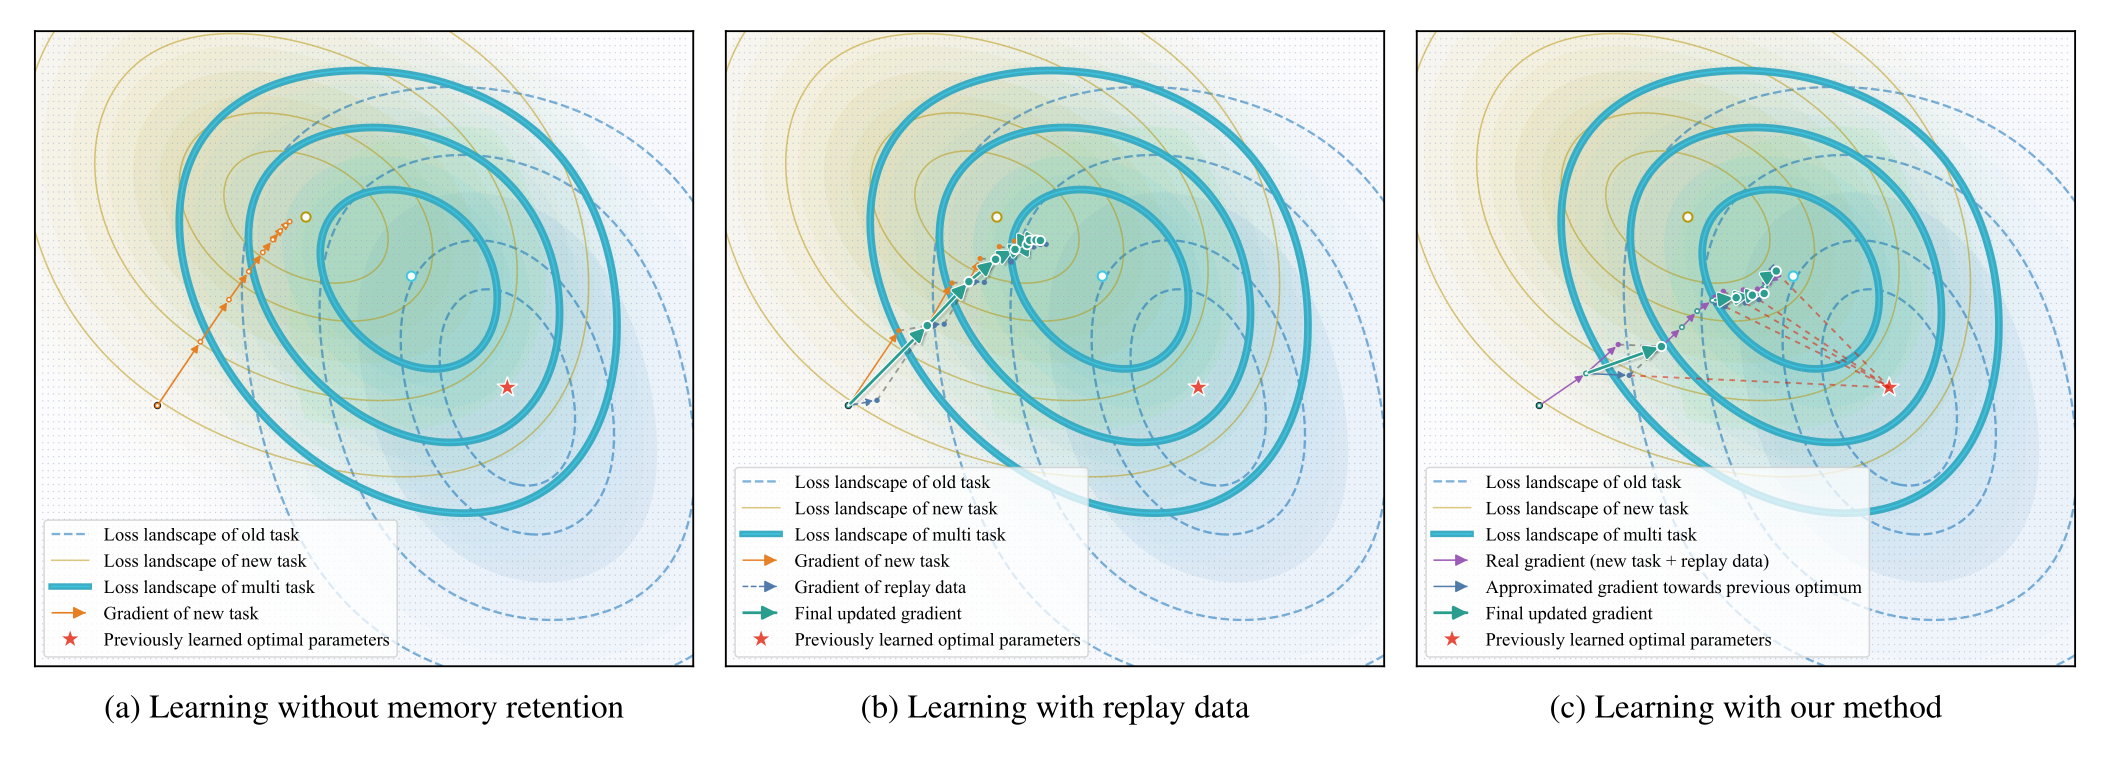 Loss landscape of old task
Loss landscape of new task
Loss landscape of multi task
Gradient of new task
Previously learned optimal parameters
(a) Learning without memory retention
Loss landscape of old task
Loss landscape of new task
Loss landscape of multi task
Gradient of new task
Gradient of replay data
Final updated gradient
Previously learned optimal parameters
(b) Learning with replay data
Loss landscape of old task
Loss landscape of new task
Loss landscape of multi task
Real gradient (new task + replay data)
Approximated gradient towards previous optimum
Final updated gradient
Previously learned optimal parameters
(c) Learning with our method